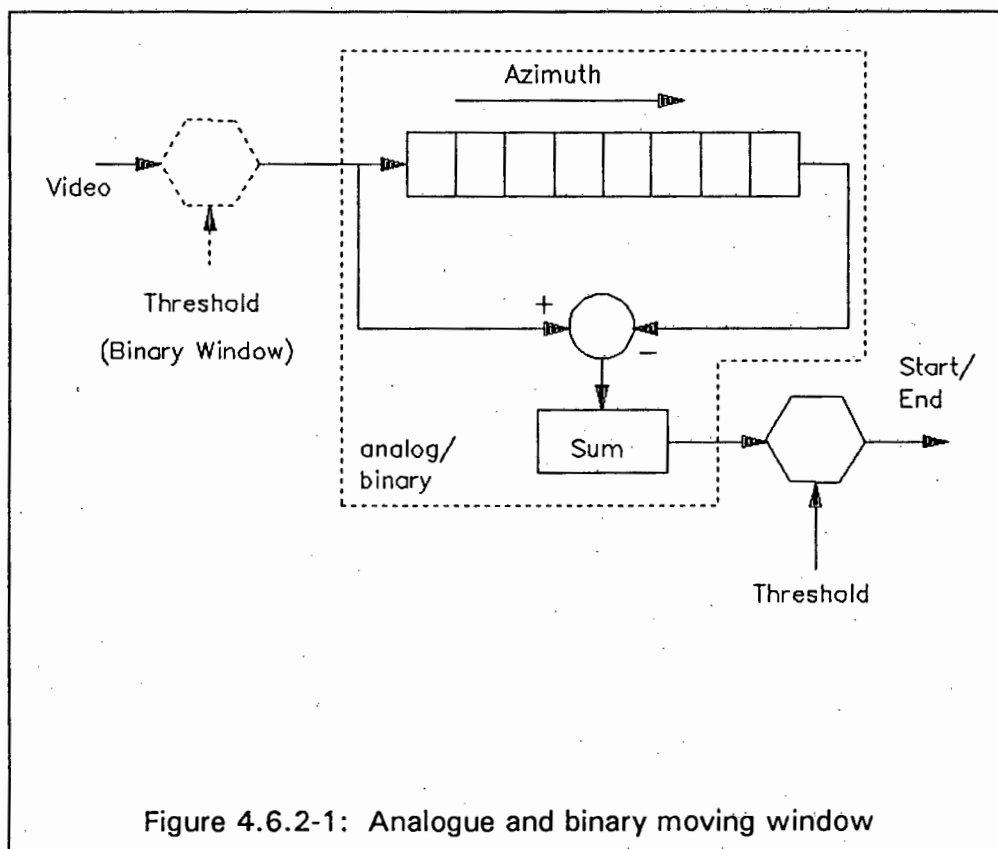 Azimuth
Video
Threshold
(Binary Window)
+
−
Start/
End
analog/
binary
Sum
Threshold
Figure 4.6.2-1: Analogue and binary moving window